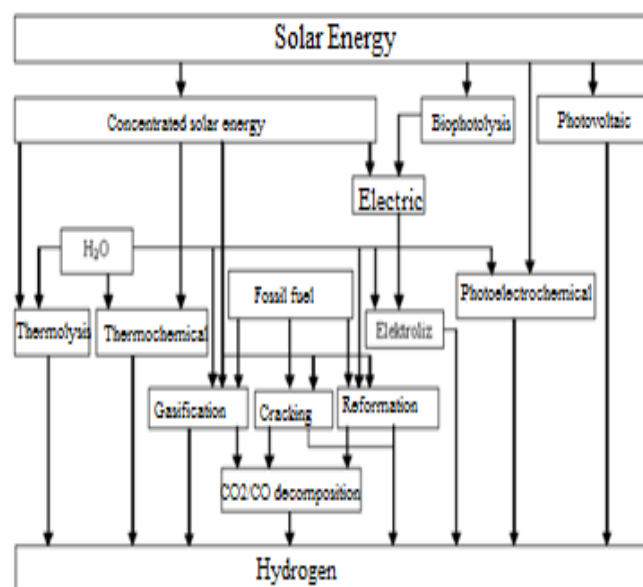 Solar Energy
Concentrated solar energy
Biophotolysis
Photovoltaic
Electric
H₂O
Fossil fuel
Photoelectrochemical
Thermolysis
Thermochemical
Elektroliz
Gasification
Cracking
Reformation
CO2/CO decomposition
Hydrogen